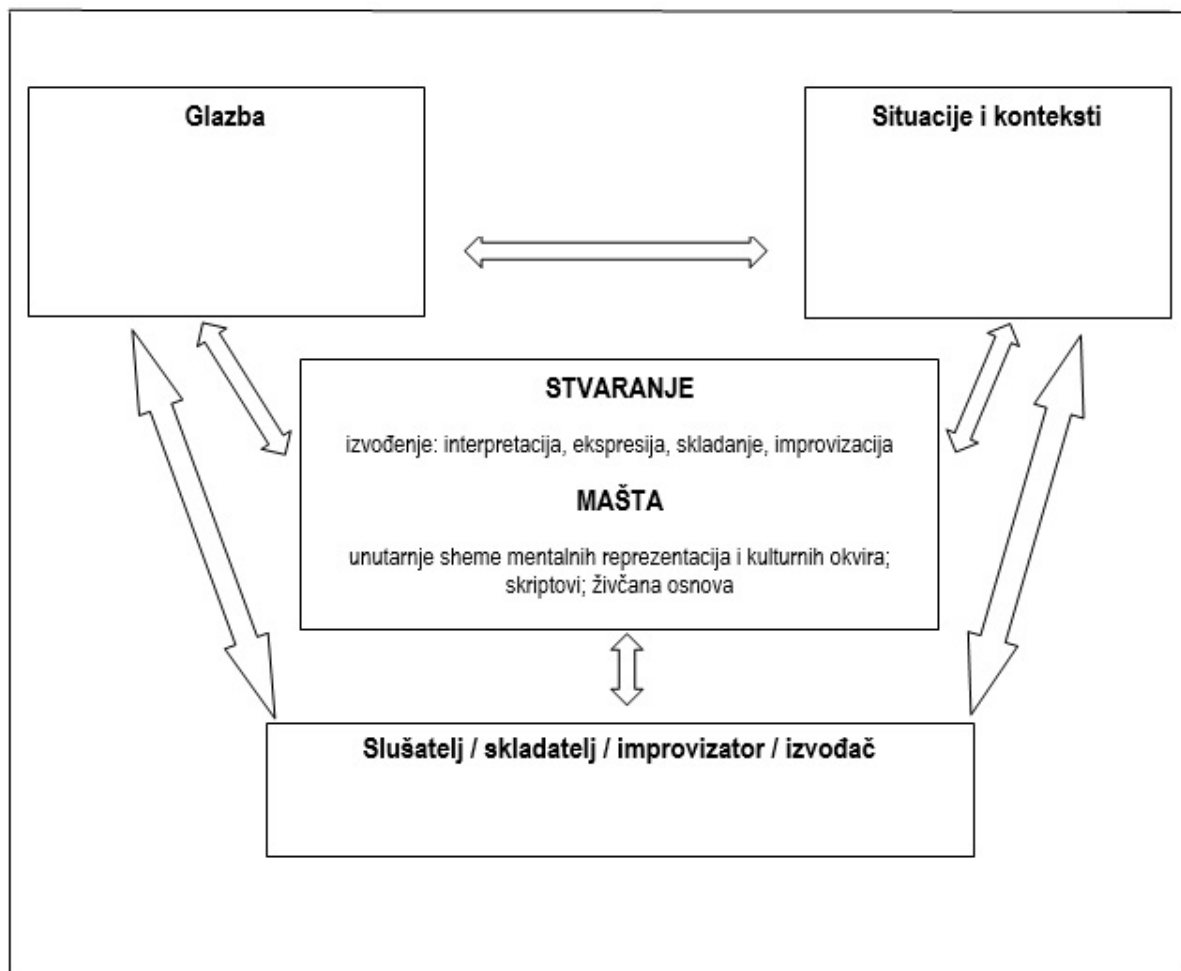 Glazba
Situacije i konteksti
STVARANJE
izvođenje: interpretacija, ekspresija, skladanje, improvizacija
MAŠTA
unutarnje sheme mentalnih reprezentacija i kulturnih okvira;
skriptovi; živčana osnova
Slušatelj / skladatelj / improvizator / izvođač